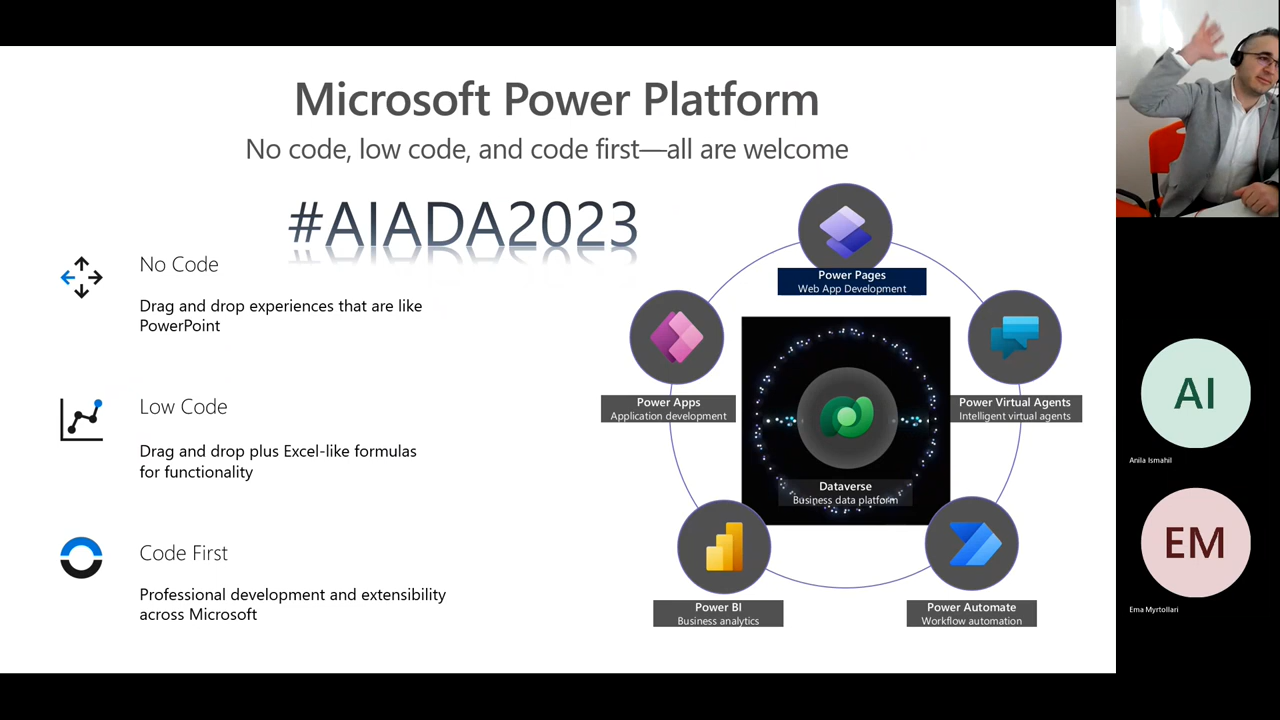 Microsoft Power Platform
No code, low code, and code first—all are welcome
#AIADA2023
No Code
Drag and drop experiences that are like
PowerPoint
Low Code
Drag and drop plus Excel-like formulas
for functionality
Code First
Professional development and extensibility
across Microsoft
Power Pages
Web App Development
Power Apps
Application development
Power Virtual Agents
Intelligent virtual agents
Dataverse
Business data platform
Power BI
Business analytics
Power Automate
Workflow automation
AI
Anila Ismahil
EM
Ema Myrtollari